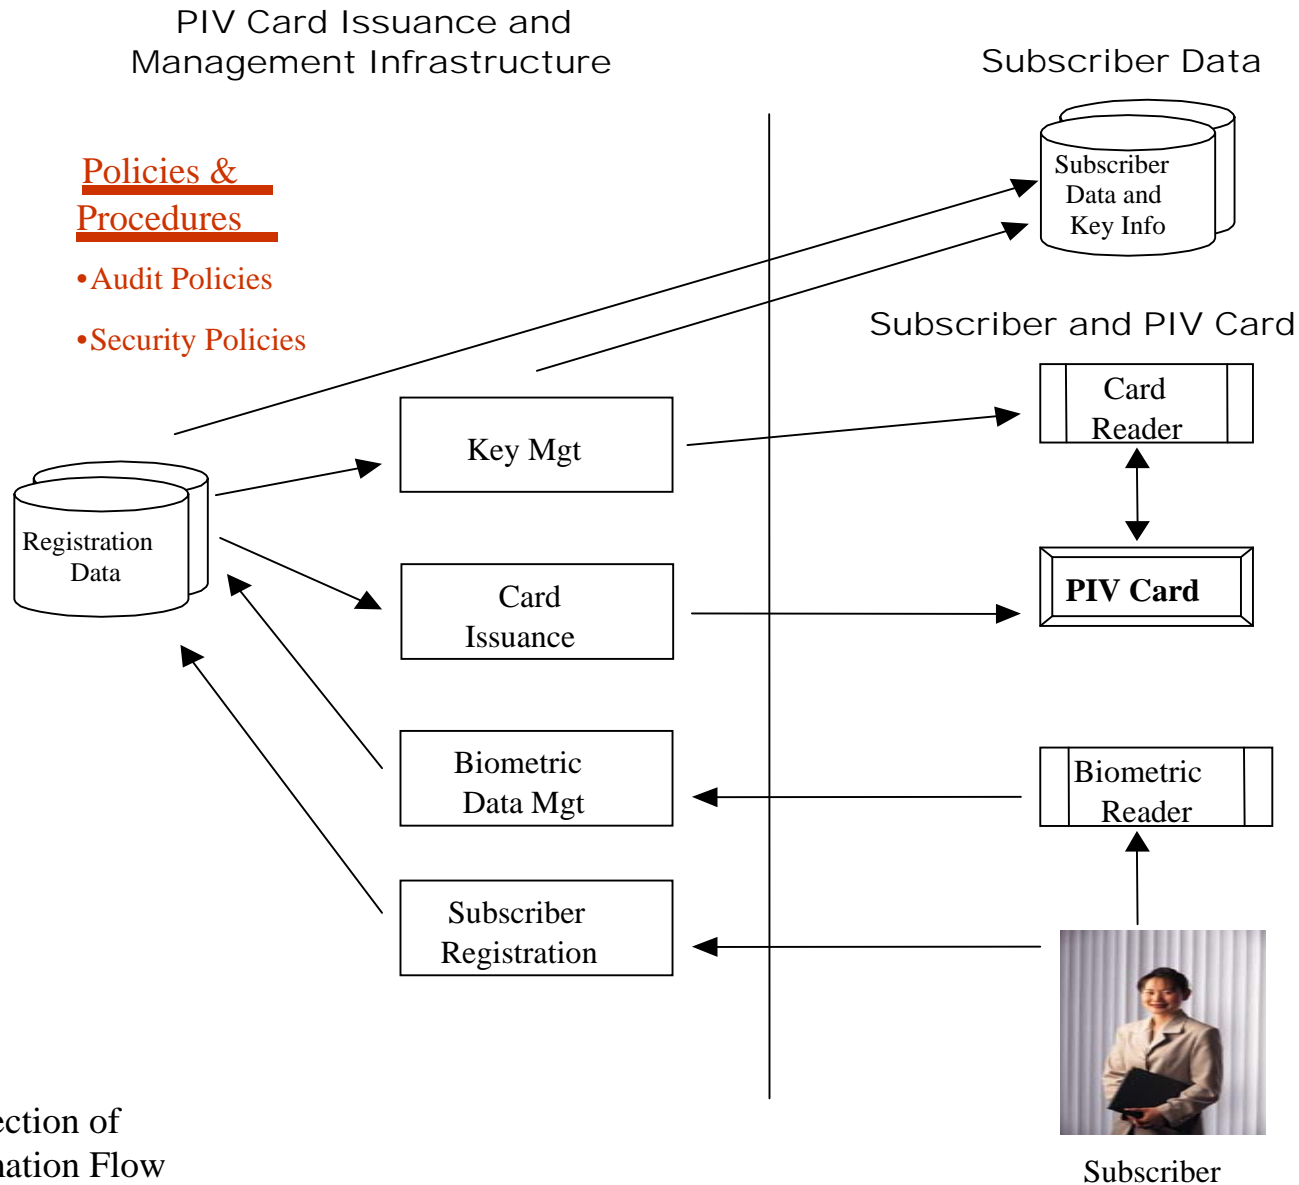 PIV Card Issuance and
Management Infrastructure
Subscriber Data
Policies &
Procedures
•Audit Policies
•Security Policies
Subscriber
Data and
Key Info
Subscriber and PIV Card
Card
Reader
Key Mgt
Registration
Data
Card
Issuance
PIV Card
Biometric
Data Mgt
Biometric
Reader
Subscriber
Registration
ection of
nation Flow
Subscriber